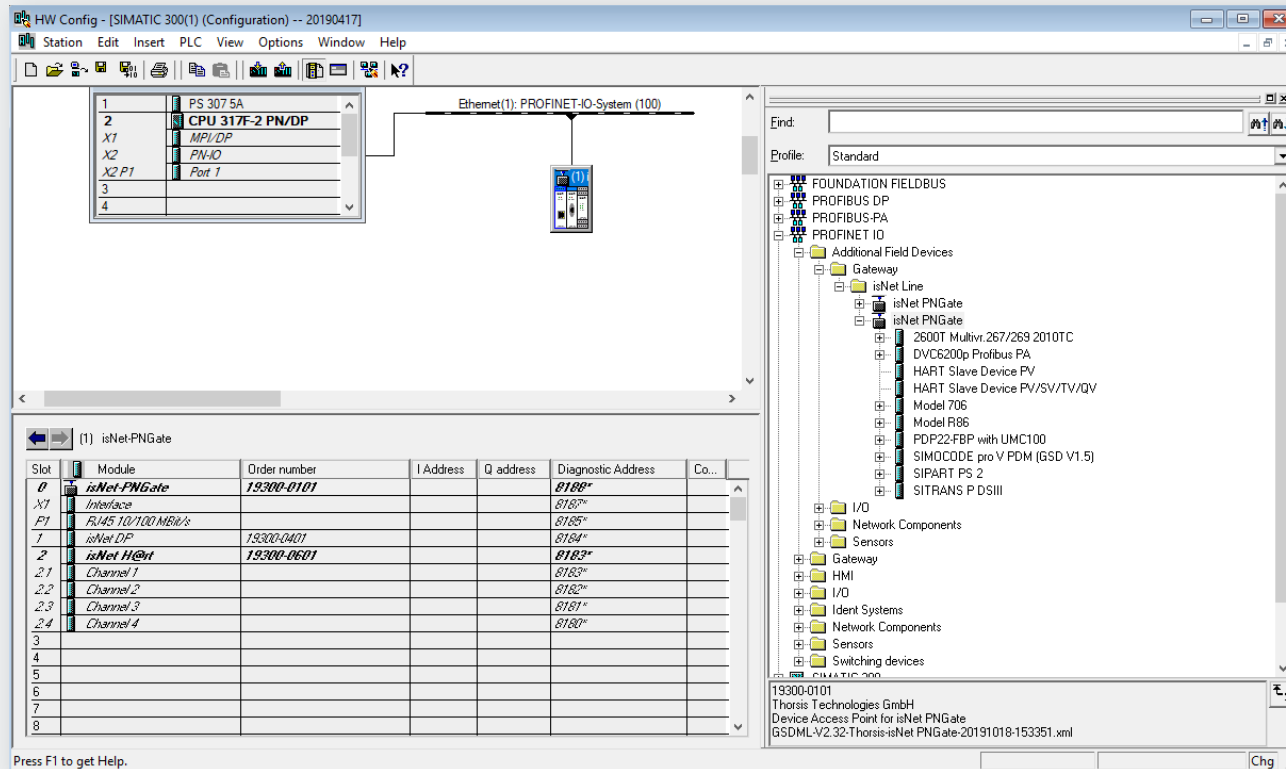 HW Config - [SIMATIC 300(1) (Configuration) -- 20190417]
Station Edit Insert PLC View Options Window Help
1 PS 307 5A
2 CPU 317F-2 PN/DP
X1 MPI/DP
X2 PN-IO
X2 P1 Port 1
3
4
Ethernet(1): PROFINET-IO-System (100)
(1)
(1) isNet-PNGate
Slot Module Order number I Address Q address Diagnostic Address Co...
0 isNet-PNGate 19300-0101 8188*
X1 Interface 8187*
P1 RJ45 10/100 MBit/s 8185*
1 isNet DP 19300-0401 8184*
2 isNet H@rt 19300-0601 8183*
2.1 Channel 1 8183*
2.2 Channel 2 8182*
2.3 Channel 3 8181*
2.4 Channel 4 8180*
3
4
5
6
7
8
Find:
Profile: Standard
FOUNDATION FIELDBUS
PROFIBUS DP
PROFIBUS-PA
PROFINET IO
Additional Field Devices
Gateway
isNet Line
isNet PNGate
isNet PNGate
2600T Multivr.267/269 2010TC
DVC6200p Profibus PA
HART Slave Device PV
HART Slave Device PV/SV/TV/QV
Model 706
Model R86
PDP22-FBP with UMC100
SIMOCODE pro V PDM (GSD V1.5)
SIPART PS 2
SITRANS P DSIII
I/O
Network Components
Sensors
Gateway
HMI
I/O
Ident Systems
Network Components
Sensors
Switching devices
SIMATIC 300
19300-0101
Thorsis Technologies GmbH
Device Access Point for isNet PNGate
GSDML-V2.32-Thorsis-isNet PNGate-20191018-153351.xml
Press F1 to get Help.
Chg